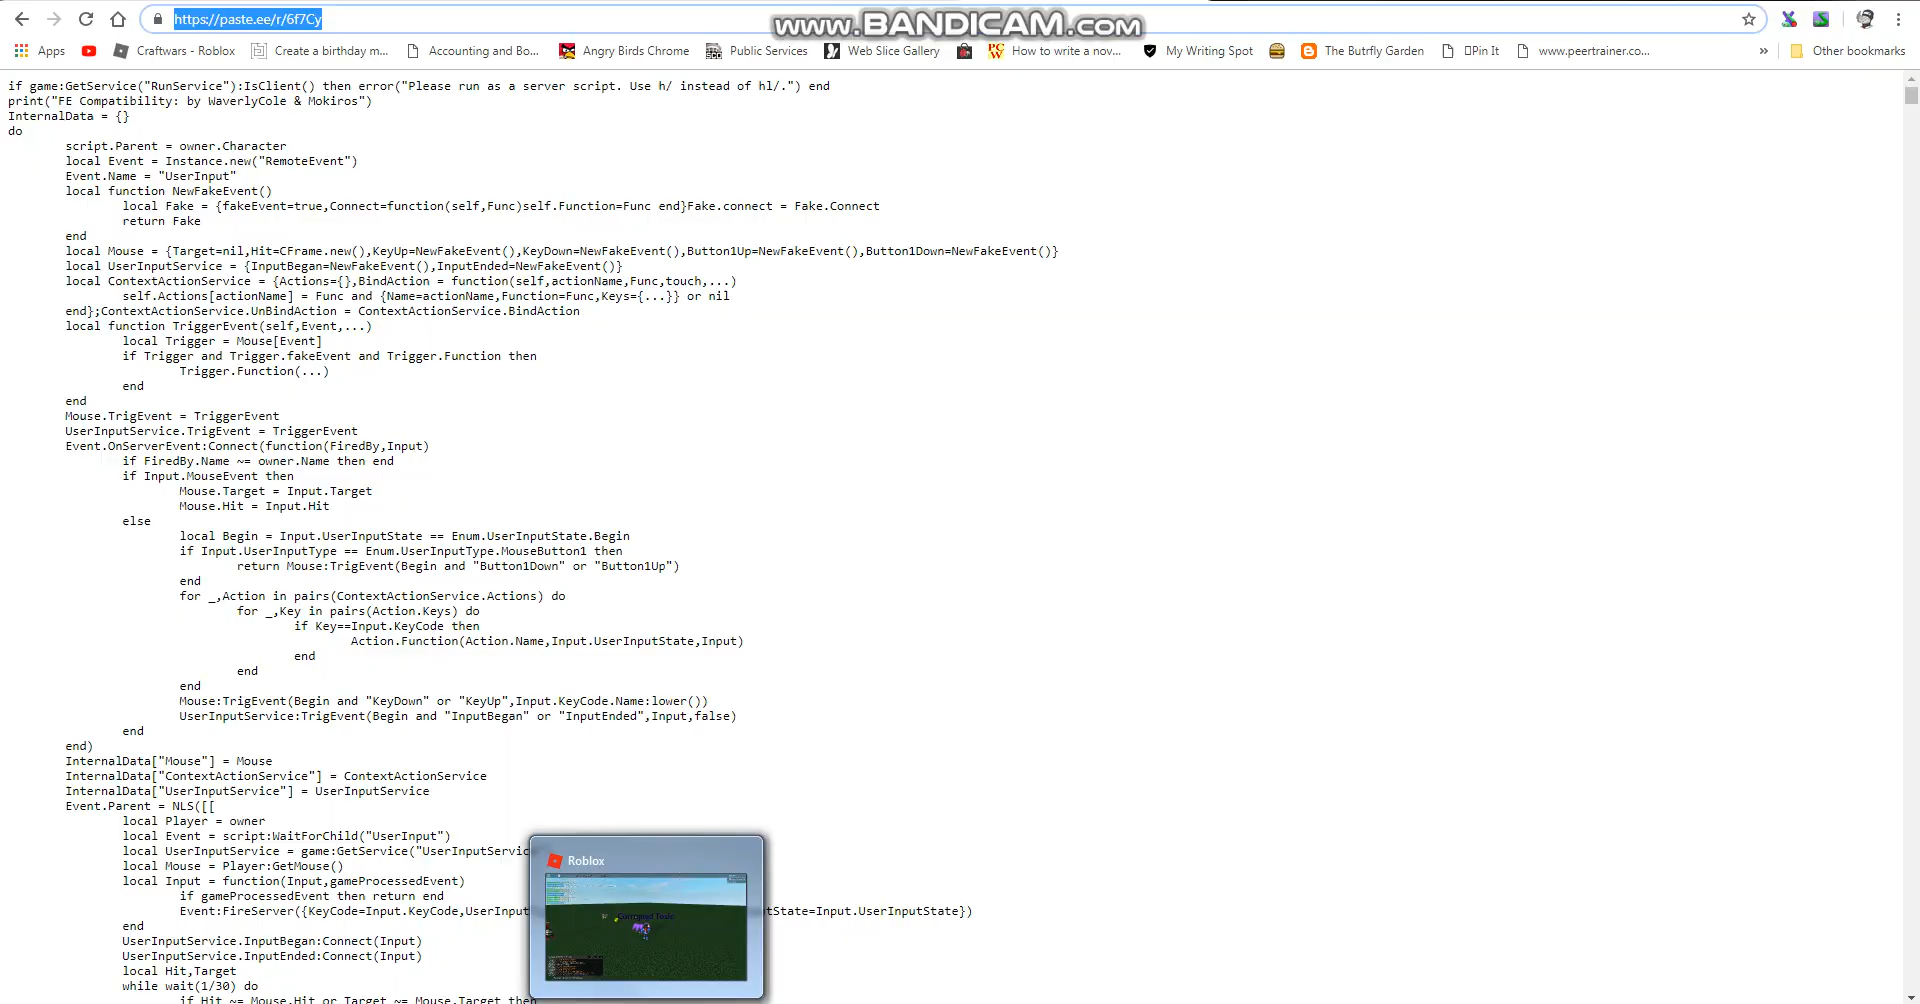 https://paste.ee/r/6f7Cy
www.BANDICAM.com
Apps
Craftwars - Roblox
Create a birthday m...
Accounting and Bo...
Angry Birds Chrome
Public Services
Web Slice Gallery
How to write a nov...
My Writing Spot
The Butrfly Garden
▯Pin It
www.peertrainer.co...
»
Other bookmarks
if game:GetService("RunService"):IsClient() then error("Please run as a server script. Use h/ instead of hl/.") end
print("FE Compatibility: by WaverlyCole & Mokiros")
InternalData = {}
do
script.Parent = owner.Character
local Event = Instance.new("RemoteEvent")
Event.Name = "UserInput"
local function NewFakeEvent()
local Fake = {fakeEvent=true,Connect=function(self,Func)self.Function=Func end}Fake.connect = Fake.Connect
return Fake
end
local Mouse = {Target=nil,Hit=CFrame.new(),KeyUp=NewFakeEvent(),KeyDown=NewFakeEvent(),Button1Up=NewFakeEvent(),Button1Down=NewFakeEvent()}
local UserInputService = {InputBegan=NewFakeEvent(),InputEnded=NewFakeEvent()}
local ContextActionService = {Actions={},BindAction = function(self,actionName,Func,touch,...)
self.Actions[actionName] = Func and {Name=actionName,Function=Func,Keys={...}} or nil
end};ContextActionService.UnBindAction = ContextActionService.BindAction
local function TriggerEvent(self,Event,...)
local Trigger = Mouse[Event]
if Trigger and Trigger.fakeEvent and Trigger.Function then
Trigger.Function(...)
end
end
Mouse.TrigEvent = TriggerEvent
UserInputService.TrigEvent = TriggerEvent
Event.OnServerEvent:Connect(function(FiredBy,Input)
if FiredBy.Name ~= owner.Name then end
if Input.MouseEvent then
Mouse.Target = Input.Target
Mouse.Hit = Input.Hit
else
local Begin = Input.UserInputState == Enum.UserInputState.Begin
if Input.UserInputType == Enum.UserInputType.MouseButton1 then
return Mouse:TrigEvent(Begin and "Button1Down" or "Button1Up")
end
for _,Action in pairs(ContextActionService.Actions) do
for _,Key in pairs(Action.Keys) do
if Key==Input.KeyCode then
Action.Function(Action.Name,Input.UserInputState,Input)
end
end
end
Mouse:TrigEvent(Begin and "KeyDown" or "KeyUp",Input.KeyCode.Name:lower())
UserInputService:TrigEvent(Begin and "InputBegan" or "InputEnded",Input,false)
end
end)
InternalData["Mouse"] = Mouse
InternalData["ContextActionService"] = ContextActionService
InternalData["UserInputService"] = UserInputService
Event.Parent = NLS([[
local Player = owner
local Event = script:WaitForChild("UserInput")
local UserInputService = game:GetService("UserInputServic
local Mouse = Player:GetMouse()
local Input = function(Input,gameProcessedEvent)
if gameProcessedEvent then return end
Event:FireServer({KeyCode=Input.KeyCode,UserInput tState=Input.UserInputState})
end
UserInputService.InputBegan:Connect(Input)
UserInputService.InputEnded:Connect(Input)
local Hit,Target
while wait(1/30) do
if Hit ~= Mouse.Hit or Target ~= Mouse.Target then
Roblox